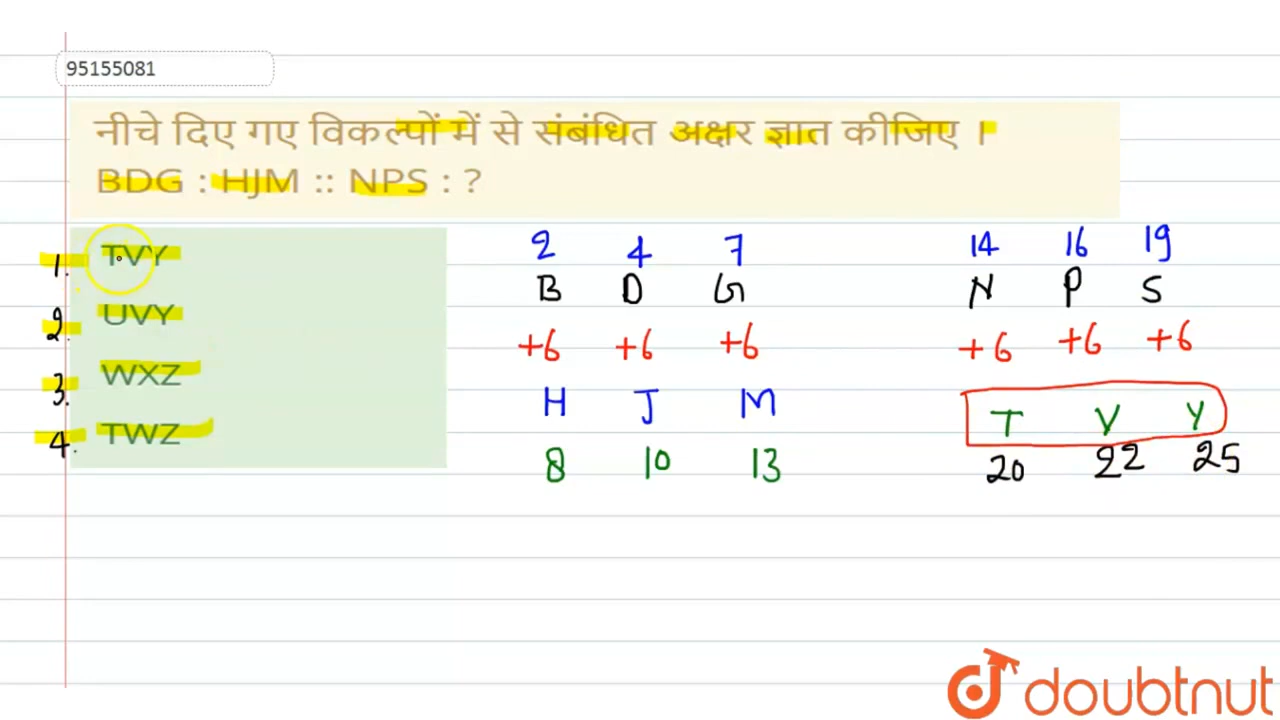 95155081
नीचे दिए गए विकल्पों में से संबंधित अक्षर ज्ञात कीजिए ।
BDG : HJM :: NPS : ?
1. TVY
2. UVY
3. WXZ
4. TWZ
2 4 7
B D G
+6 +6 +6
H J M
8 10 13
14 16 19
N P S
+6 +6 +6
T V Y
20 22 25
doubtnut